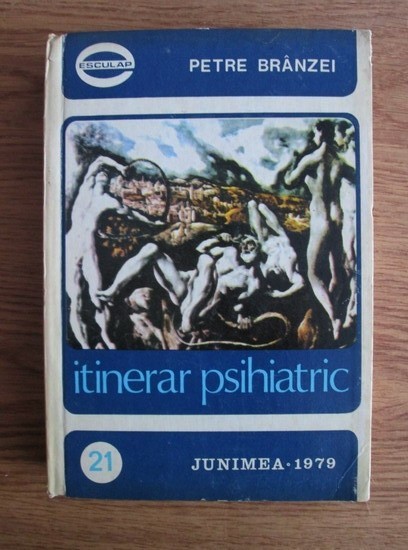 ESCULAP
PETRE BRÂNZEI
itinerar psihiatric
21
JUNIMEA · 1979